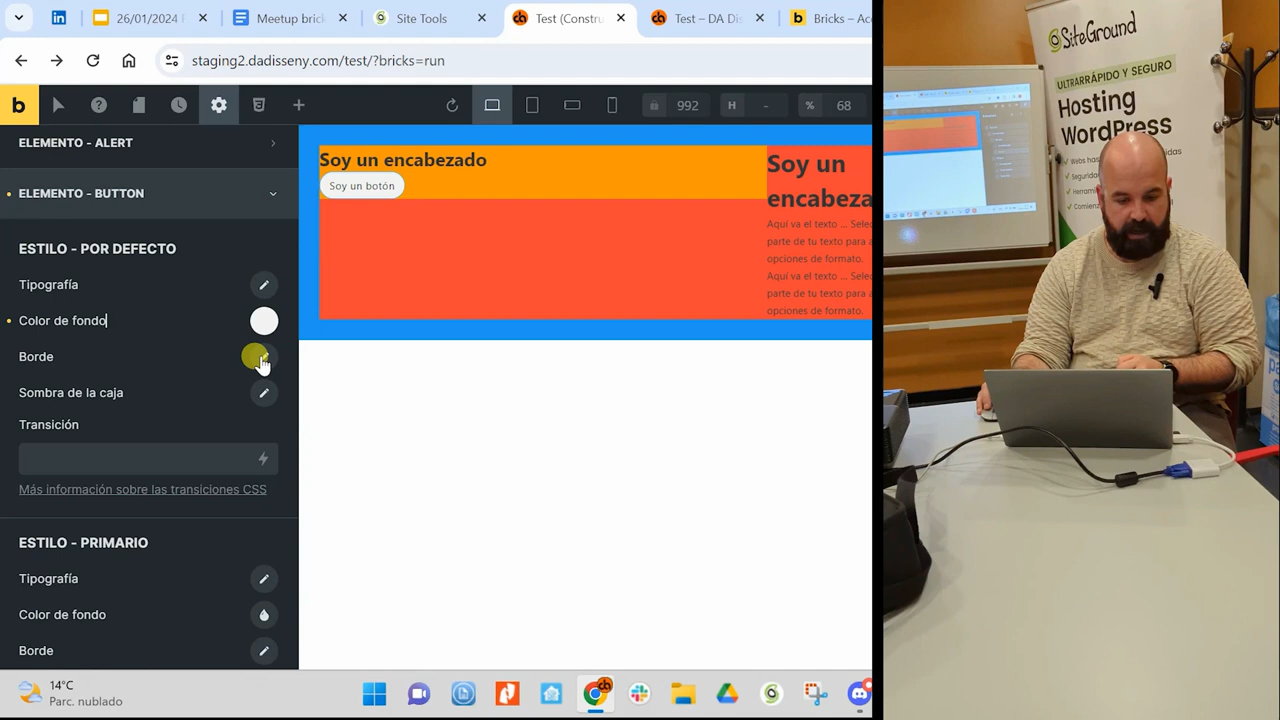 26/01/2024
Meetup bric
Site Tools
Test (Constru
Test – DA Dis
Bricks – Ac
staging2.dadisseny.com/test/?bricks=run
b
992
H
-
%
68
ELEMENTO - ALERT
ELEMENTO - BUTTON
ESTILO - POR DEFECTO
Tipografía
Color de fondo
Borde
Sombra de la caja
Transición
Más información sobre las transiciones CSS
ESTILO - PRIMARIO
Tipografía
Color de fondo
Borde
Soy un encabezado
Soy un botón
Soy un
encabeza
Aquí va el texto ... Selec
parte de tu texto para a
opciones de formato.
Aquí va el texto ... Selec
parte de tu texto para a
opciones de formato.
14°C
Parc. nublado
SiteGround
ULTRARRÁPIDO Y SEGURO
Hosting
WordPress